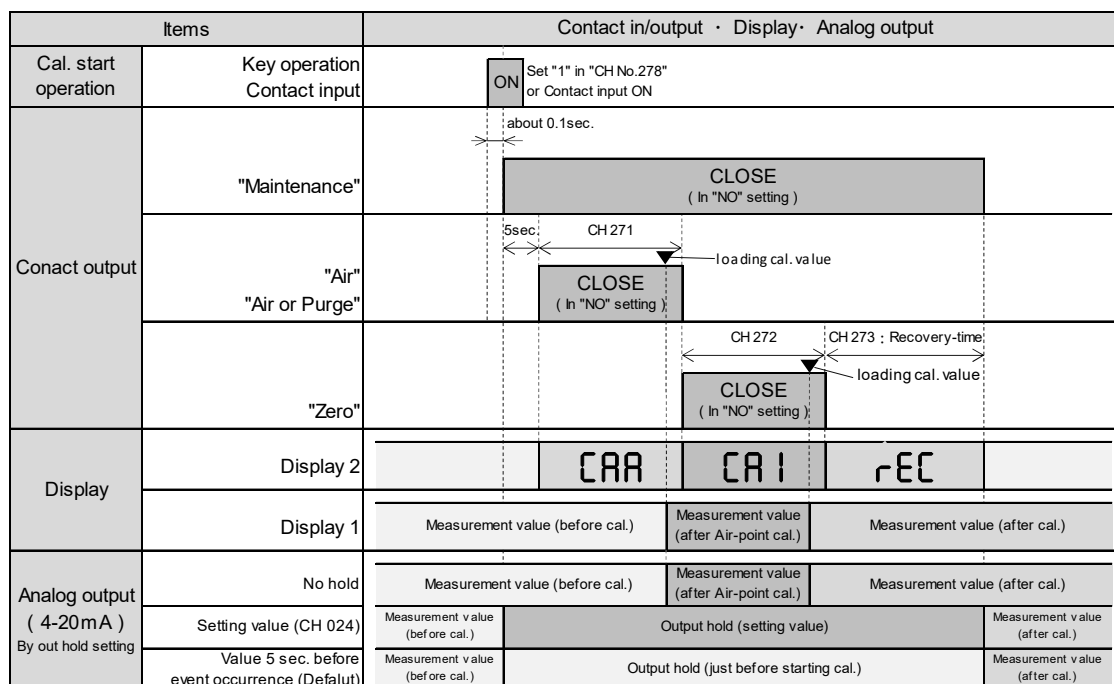 Items
Contact in/output ・ Display・ Analog output
Cal. start
operation
Key operation
Contact input
ON
Set "1" in "CH No.278"
or Contact input ON
about 0.1sec.
Conact output
"Maintenance"
CLOSE
( In "NO" setting )
5sec.
CH 271
loading cal. value
"Air"
"Air or Purge"
CLOSE
( In "NO" setting )
CH 272
CH 273 : Recovery-time
loading cal. value
"Zero"
CLOSE
( In "NO" setting )
Display
Display 2
CAA
CA1
rEC
Display 1
Measurement value (before cal.)
Measurement value
(after Air-point cal.)
Measurement value (after cal.)
Analog output
( 4-20mA )
By out hold setting
No hold
Measurement value (before cal.)
Measurement value
(after Air-point cal.)
Measurement value (after cal.)
Setting value (CH 024)
Measurement value
(before cal.)
Output hold (setting value)
Measurement value
(after cal.)
Value 5 sec. before
event occurrence (Defalut)
Measurement value
(before cal.)
Output hold (just before starting cal.)
Measurement value
(after cal.)